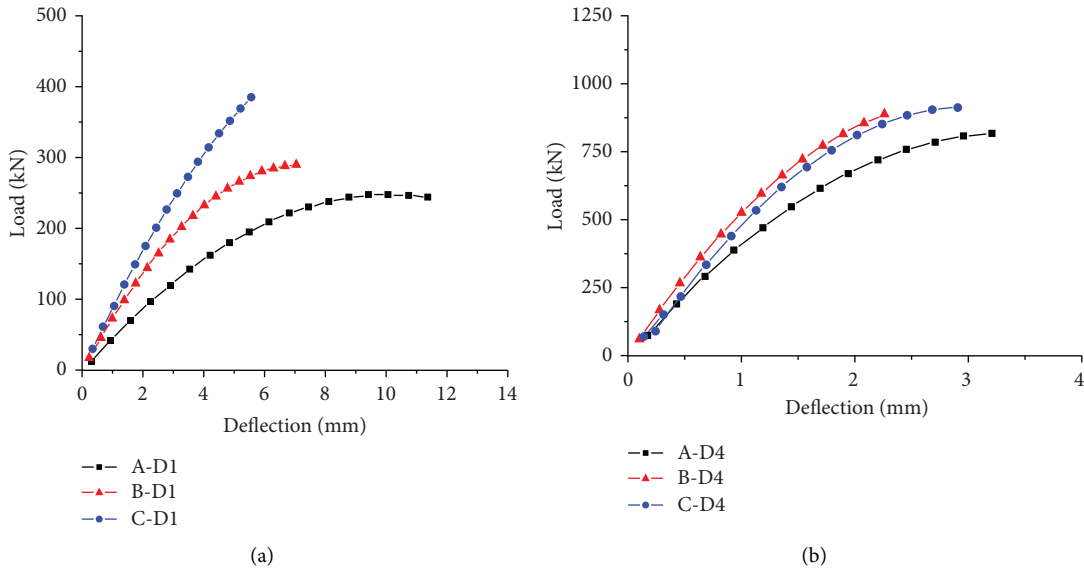 500
400
300
200
100
0
Load (kN)
0 2 4 6 8 10 12 14
Deflection (mm)
A-D1
B-D1
C-D1
(a)
1250
1000
750
500
250
0
Load (kN)
0 1 2 3 4
Deflection (mm)
A-D4
B-D4
C-D4
(b)